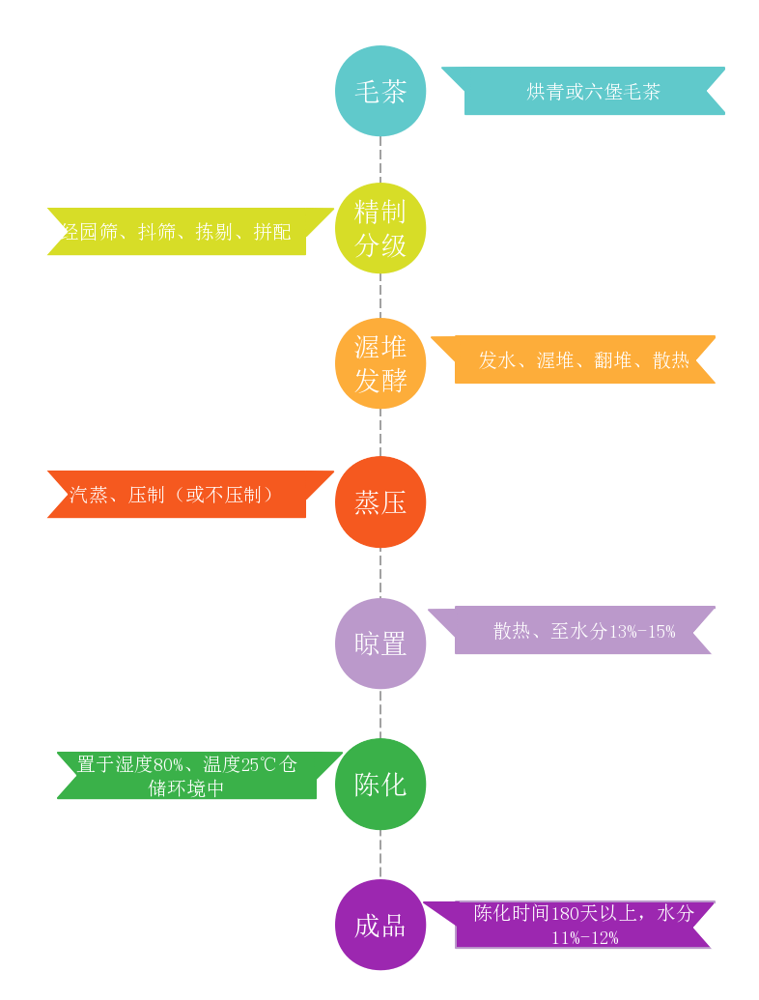 毛茶
烘青或六堡毛茶
精制
分级
经园筛、抖筛、拣剔、拼配
渥堆
发酵
发水、渥堆、翻堆、散热
蒸压
汽蒸、压制（或不压制）
晾置
散热、至水分13%-15%
陈化
置于湿度80%、温度25℃仓
储环境中
成品
陈化时间180天以上，水分
11%-12%